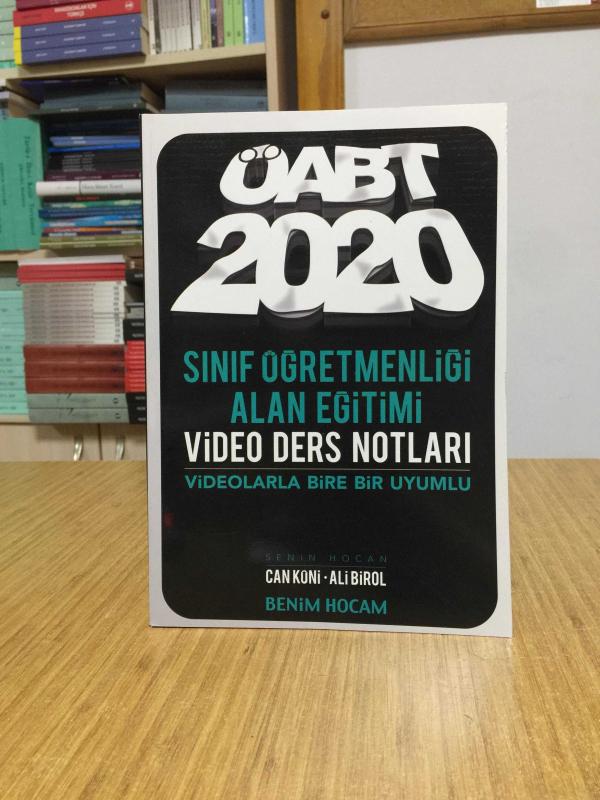 ÖABT
2020
SINIF ÖĞRETMENLİĞİ
ALAN EĞİTİMİ
VİDEO DERS NOTLARI
VİDEOLARLA BİRE BİR UYUMLU
SENİN HOCAN
CAN KÖNİ · ALİ BİROL
BENİM HOCAM